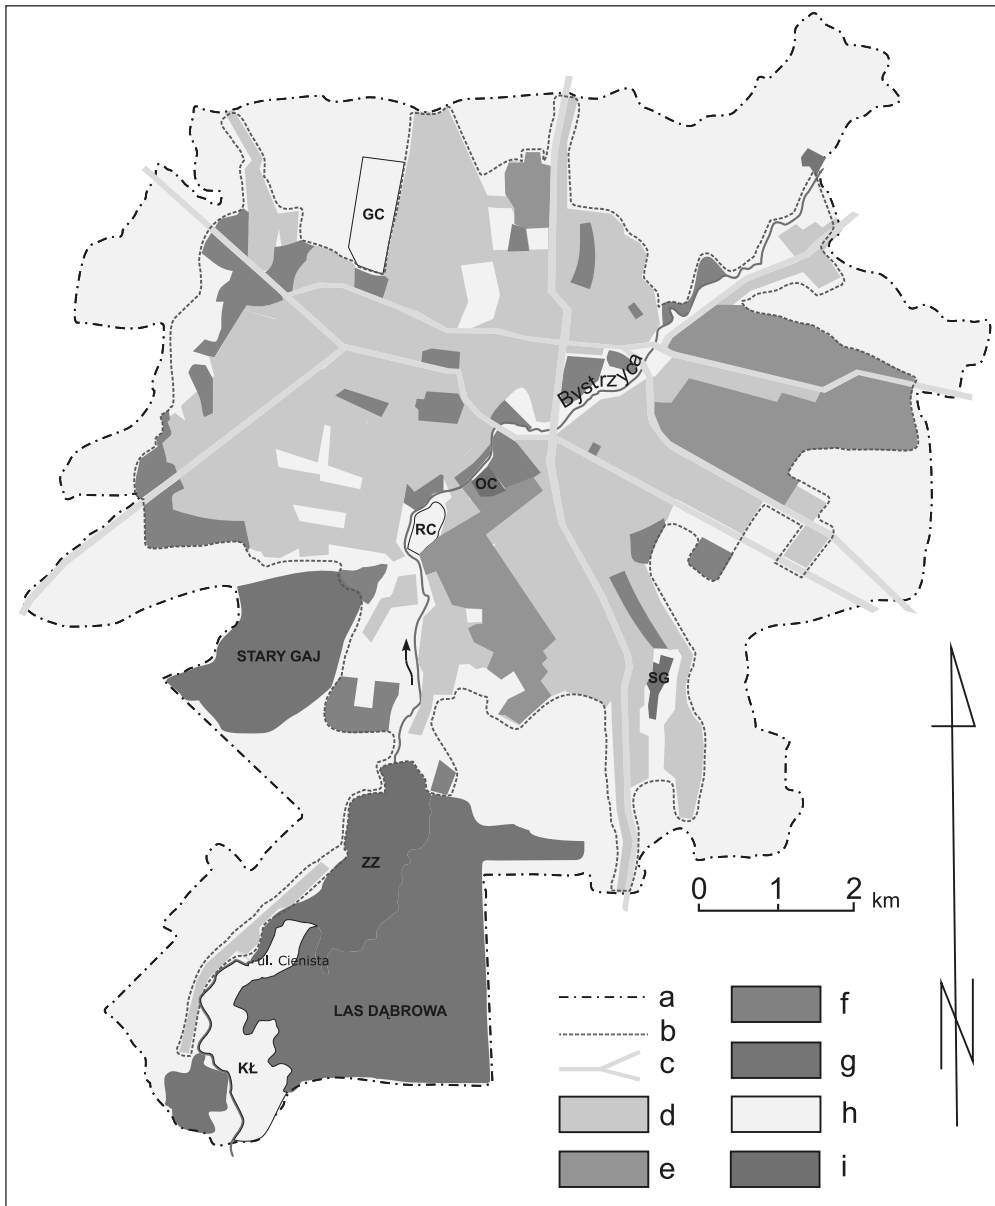 GC
Bystrzyca
OC
RC
STARY GAJ
SG
ZZ
0 1 2 km
ul. Cienista
LAS DĄBROWA
KŁ
N
a
b
c
d
e
f
g
h
i